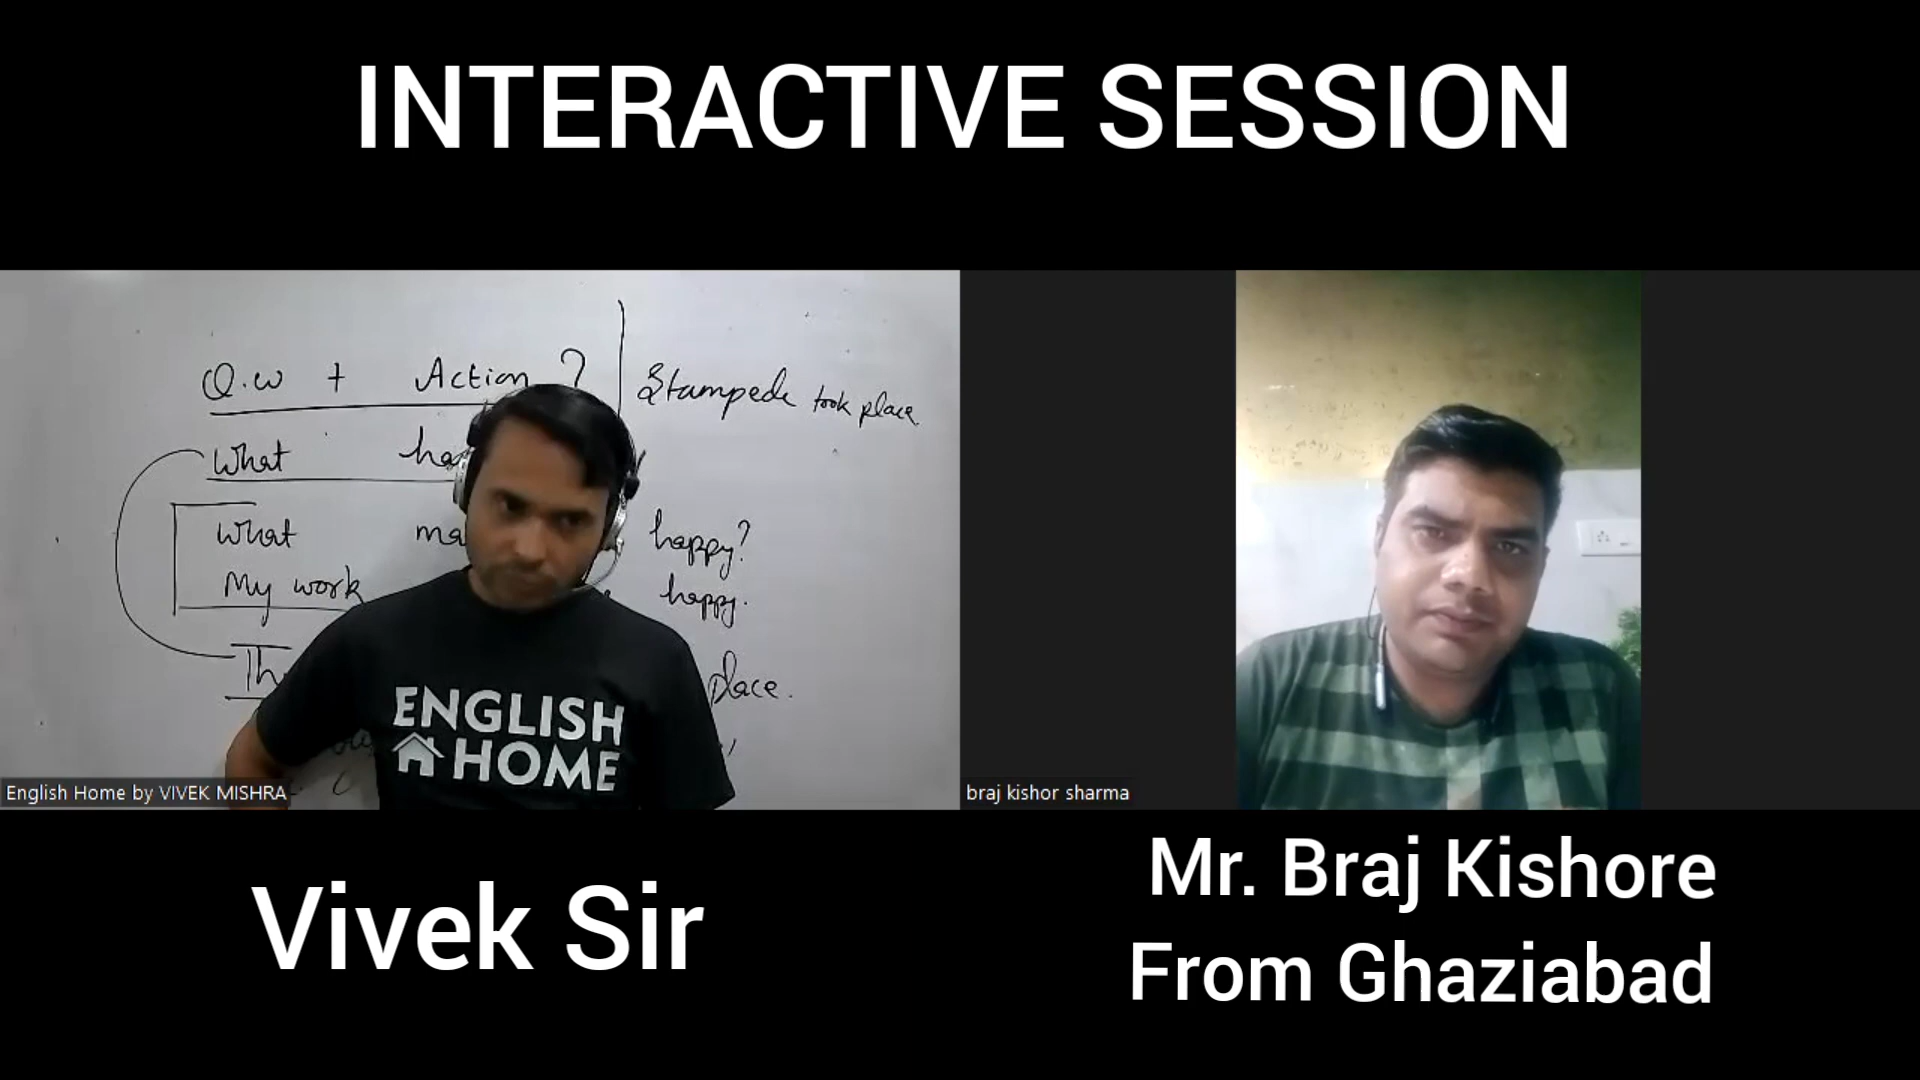 INTERACTIVE SESSION
Q.W + Action ?
Stampede took place
What
What happy?
My work happy.
place.
ENGLISH
HOME
English Home by VIVEK MISHRA
braj kishor sharma
Vivek Sir
Mr. Braj Kishore
From Ghaziabad